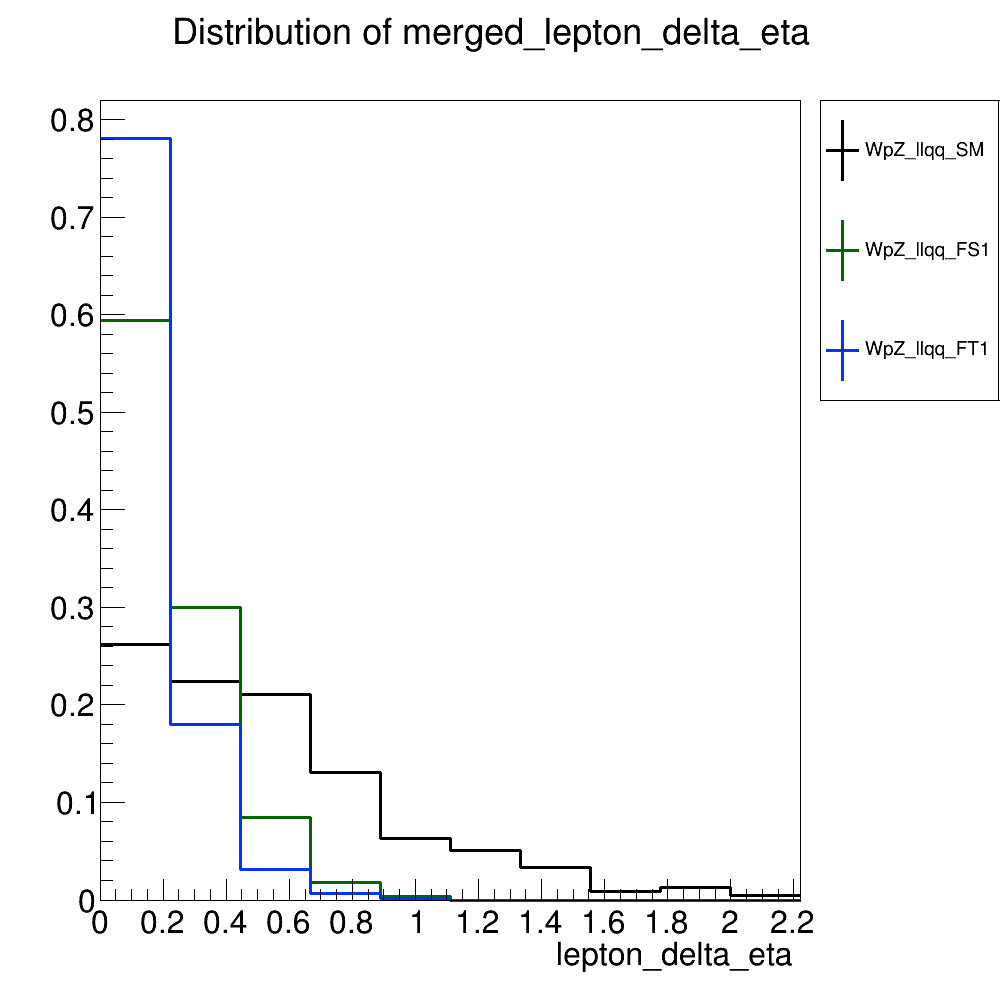 Distribution of merged_lepton_delta_eta
0.8
0.7
0.6
0.5
0.4
0.3
0.2
0.1
0
0 0.2 0.4 0.6 0.8 1 1.2 1.4 1.6 1.8 2 2.2
lepton_delta_eta
WpZ_llqq_SM
WpZ_llqq_FS1
WpZ_llqq_FT1